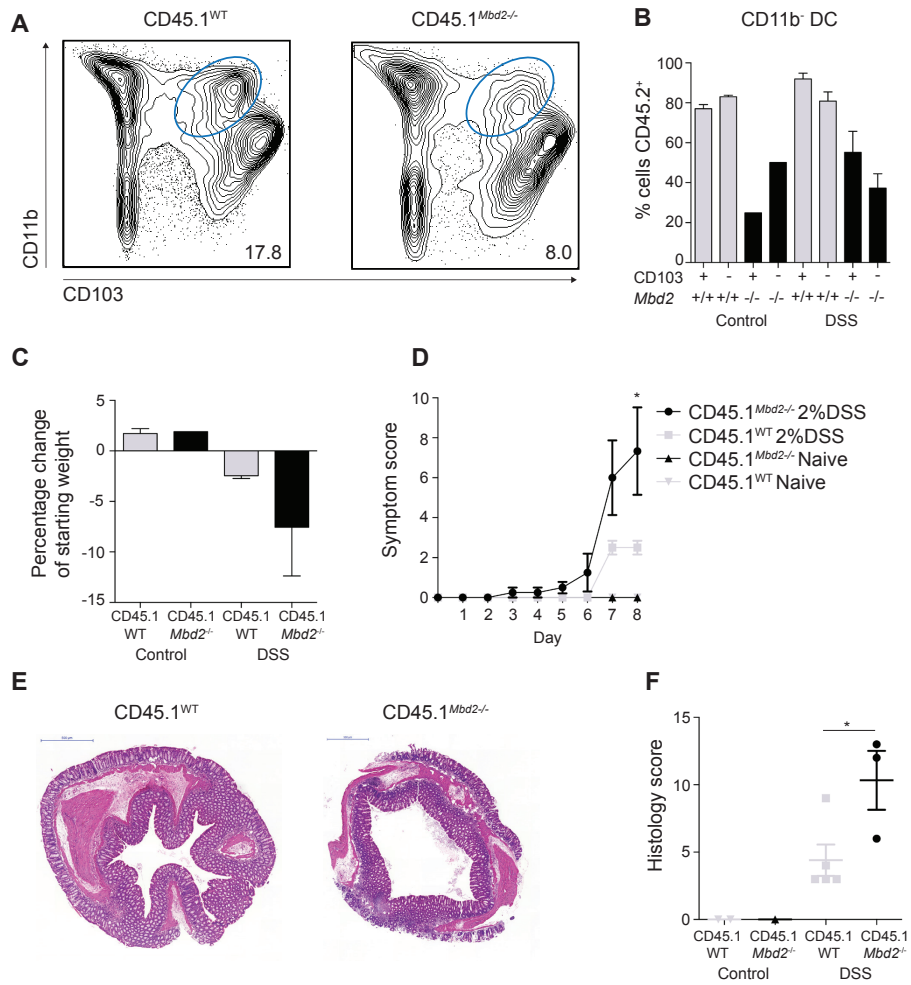 A
CD45.1WT
CD45.1Mbd2-/-
CD11b
17.8
8.0
CD103
B
CD11b- DC
% cells CD45.2+
100
80
60
40
20
0
CD103 + - + - + - + -
Mbd2 +/+ +/+ -/- -/- +/+ +/+ -/- -/-
Control DSS
C
Percentage change
of starting weight
5
0
-5
-10
-15
CD45.1 CD45.1 CD45.1 CD45.1
WT Mbd2-/- WT Mbd2-/-
Control DSS
D
Symptom score
10
8
6
4
2
0
1 2 3 4 5 6 7 8
Day
*
CD45.1Mbd2-/- 2%DSS
CD45.1WT 2%DSS
CD45.1Mbd2-/- Naive
CD45.1WT Naive
E
CD45.1WT
CD45.1Mbd2-/-
F
Histology score
15
10
5
0
*
CD45.1 CD45.1 CD45.1 CD45.1
WT Mbd2-/- WT Mbd2-/-
Control DSS